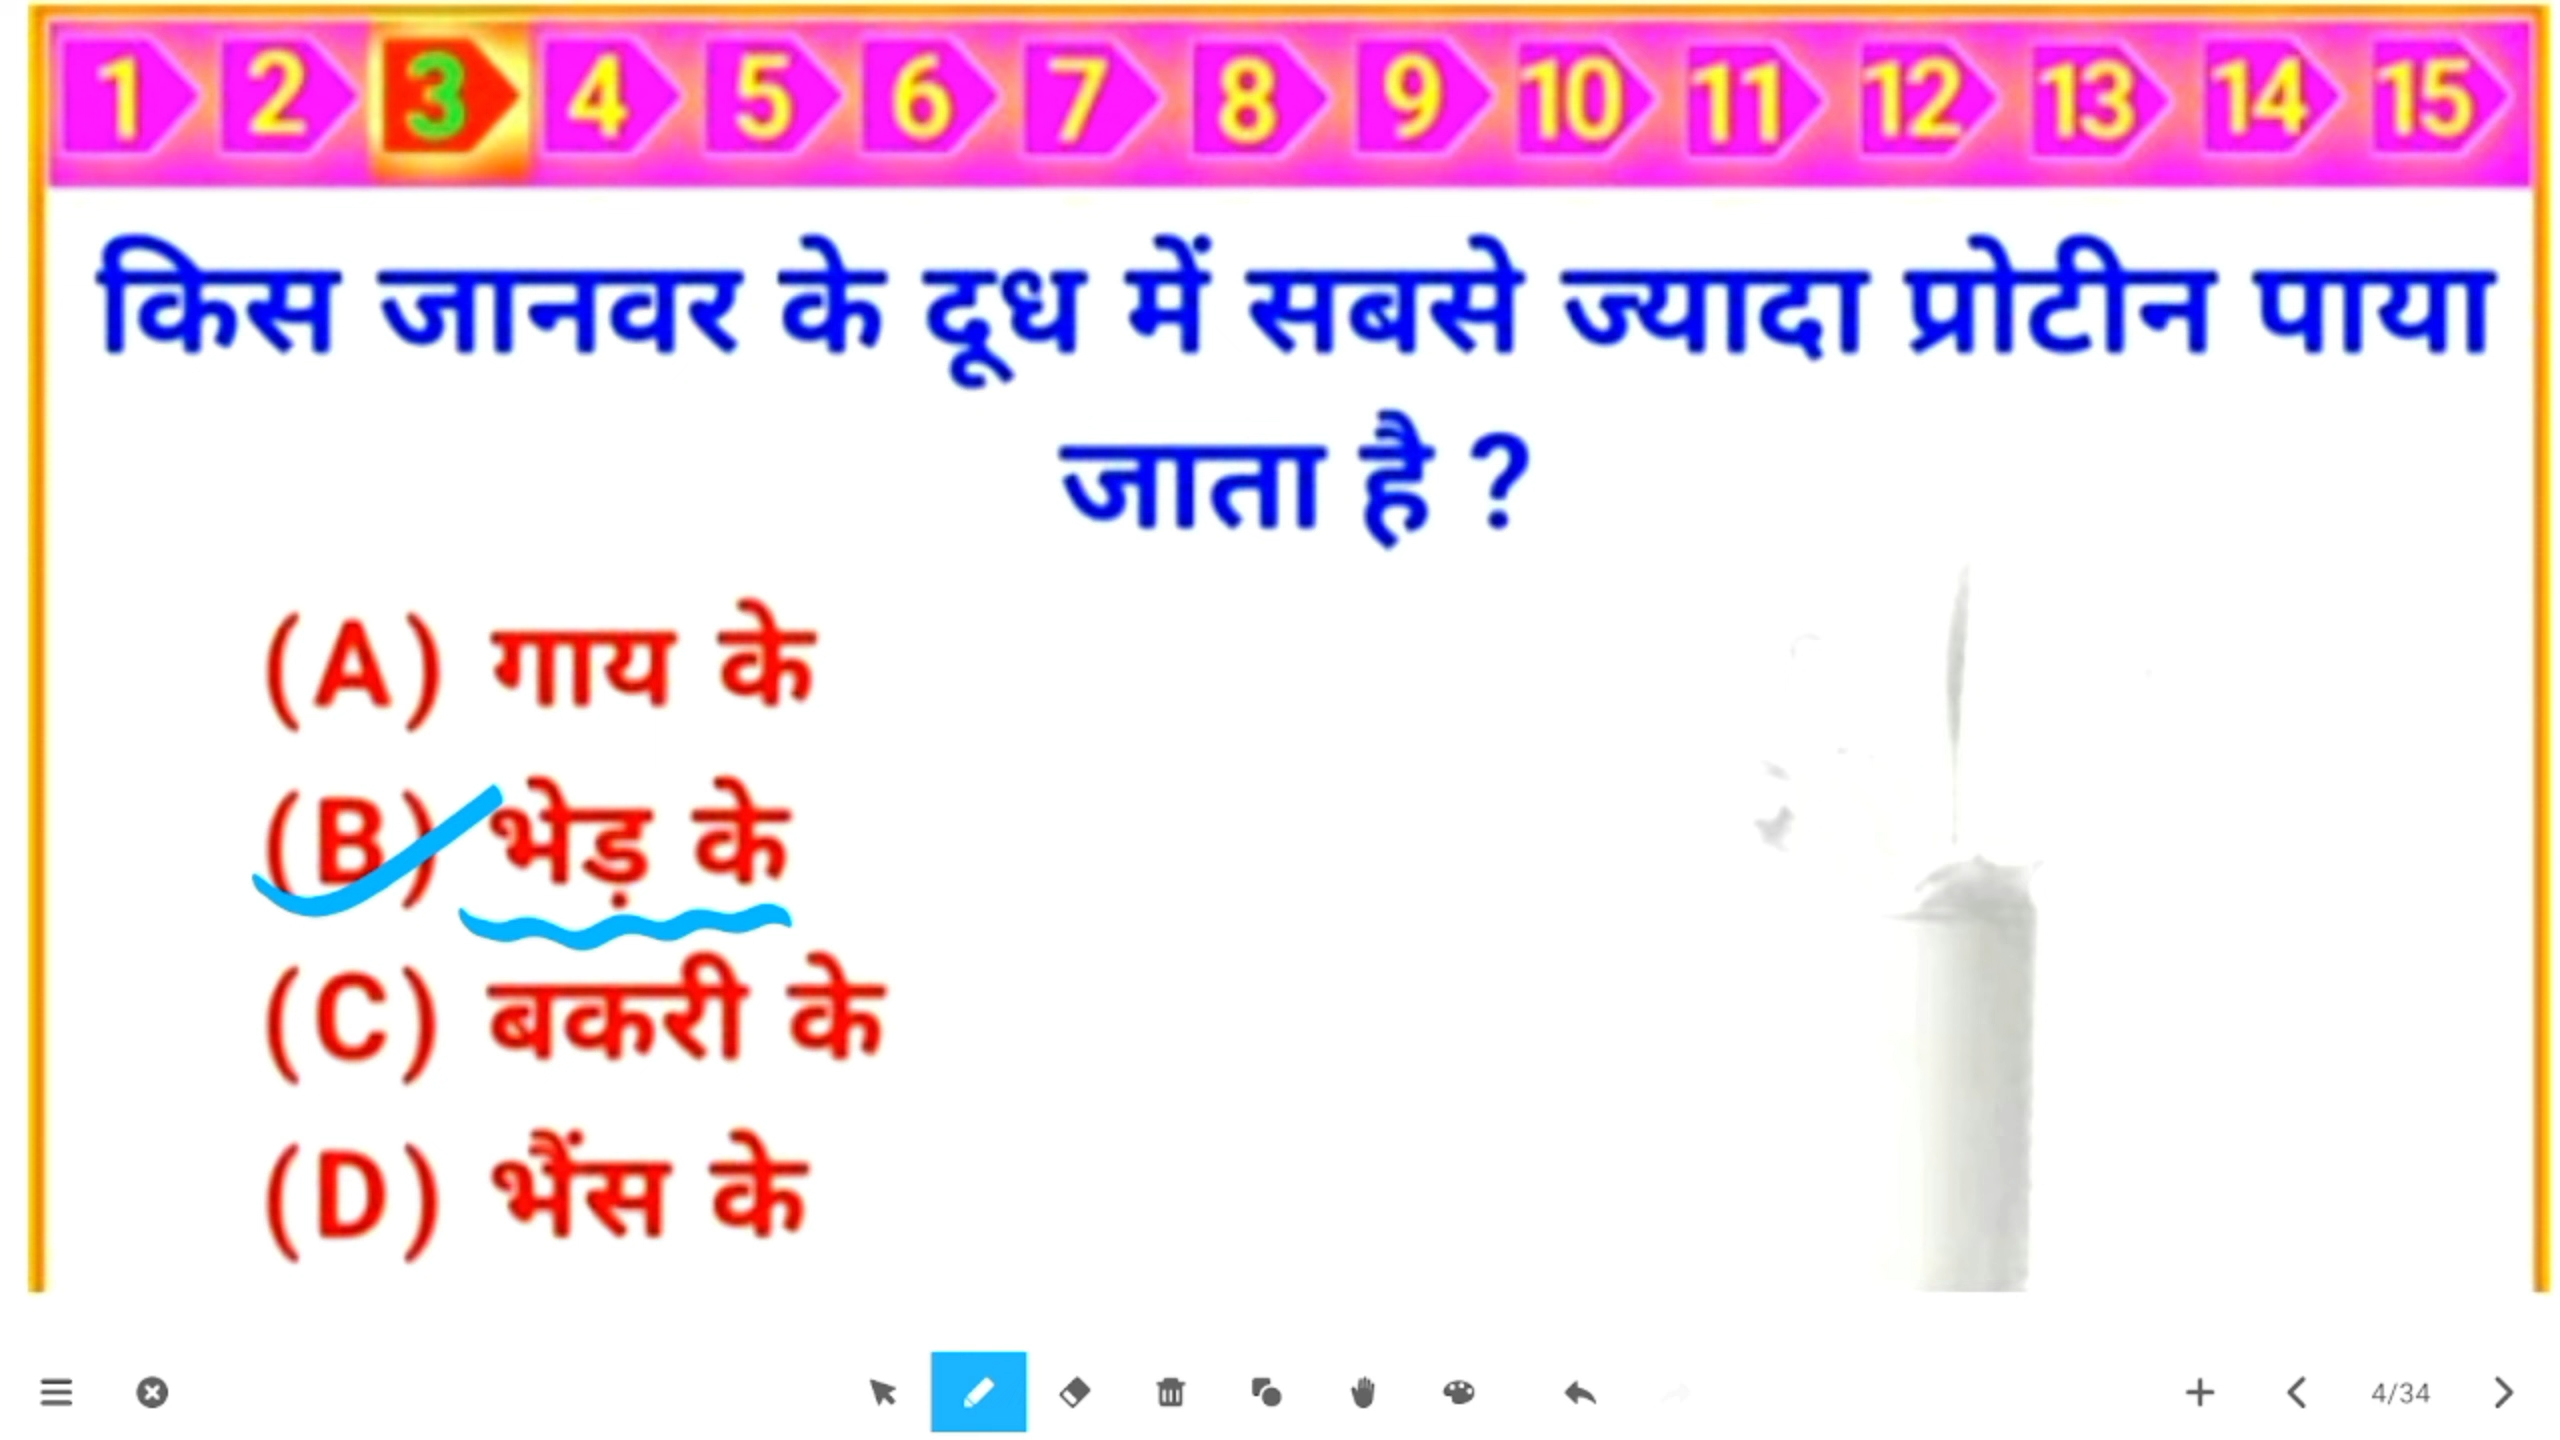 1 2 3 4 5 6 7 8 9 10 11 12 13 14 15
किस जानवर के दूध में सबसे ज्यादा प्रोटीन पाया
जाता है ?
(A) गाय के
(B) भेड़ के
(C) बकरी के
(D) भैंस के
4/34